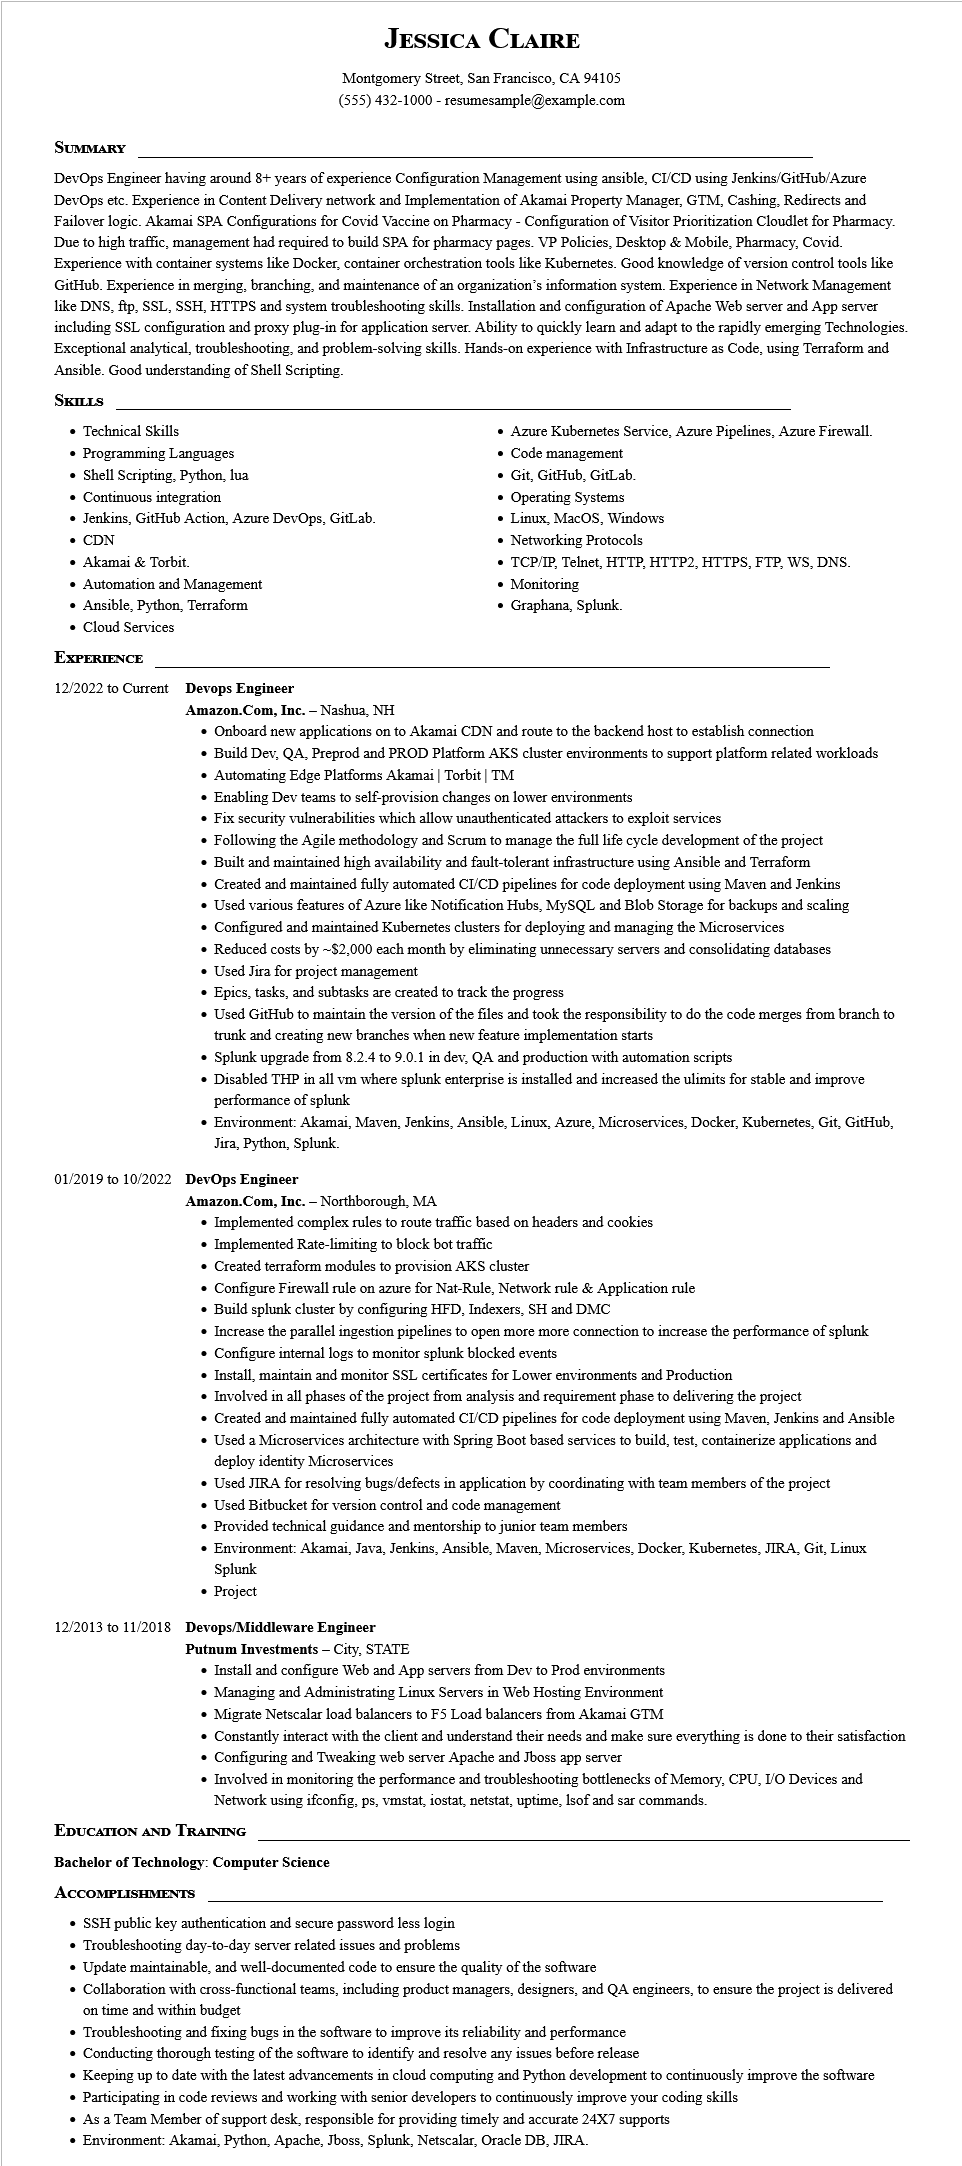 Jessica Claire
Montgomery Street, San Francisco, CA 94105
(555) 432-1000 - resumesample@example.com
Summary
DevOps Engineer having around 8+ years of experience Configuration Management using ansible, CI/CD using Jenkins/GitHub/Azure
DevOps etc. Experience in Content Delivery network and Implementation of Akamai Property Manager, GTM, Cashing, Redirects and
Failover logic. Akamai SPA Configurations for Covid Vaccine on Pharmacy - Configuration of Visitor Prioritization Cloudlet for Pharmacy.
Due to high traffic, management had required to build SPA for pharmacy pages. VP Policies, Desktop & Mobile, Pharmacy, Covid.
Experience with container systems like Docker, container orchestration tools like Kubernetes. Good knowledge of version control tools like
GitHub. Experience in merging, branching, and maintenance of an organization's information system. Experience in Network Management
like DNS, ftp, SSL, SSH, HTTPS and system troubleshooting skills. Installation and configuration of Apache Web server and App server
including SSL configuration and proxy plug-in for application server. Ability to quickly learn and adapt to the rapidly emerging Technologies.
Exceptional analytical, troubleshooting, and problem-solving skills. Hands-on experience with Infrastructure as Code, using Terraform and
Ansible. Good understanding of Shell Scripting.
Skills
• Technical Skills
• Programming Languages
• Shell Scripting, Python, lua
• Continuous integration
• Jenkins, GitHub Action, Azure DevOps, GitLab.
• CDN
• Akamai & Torbit.
• Automation and Management
• Ansible, Python, Terraform
• Cloud Services
• Azure Kubernetes Service, Azure Pipelines, Azure Firewall.
• Code management
• Git, GitHub, GitLab.
• Operating Systems
• Linux, MacOS, Windows
• Networking Protocols
• TCP/IP, Telnet, HTTP, HTTP2, HTTPS, FTP, WS, DNS.
• Monitoring
• Graphana, Splunk.
Experience
12/2022 to Current Devops Engineer
Amazon.Com, Inc. – Nashua, NH
• Onboard new applications on to Akamai CDN and route to the backend host to establish connection
• Build Dev, QA, Preprod and PROD Platform AKS cluster environments to support platform related workloads
• Automating Edge Platforms Akamai | Torbit | TM
• Enabling Dev teams to self-provision changes on lower environments
• Fix security vulnerabilities which allow unauthenticated attackers to exploit services
• Following the Agile methodology and Scrum to manage the full life cycle development of the project
• Built and maintained high availability and fault-tolerant infrastructure using Ansible and Terraform
• Created and maintained fully automated CI/CD pipelines for code deployment using Maven and Jenkins
• Used various features of Azure like Notification Hubs, MySQL and Blob Storage for backups and scaling
• Configured and maintained Kubernetes clusters for deploying and managing the Microservices
• Reduced costs by ~$2,000 each month by eliminating unnecessary servers and consolidating databases
• Used Jira for project management
• Epics, tasks, and subtasks are created to track the progress
• Used GitHub to maintain the version of the files and took the responsibility to do the code merges from branch to
trunk and creating new branches when new feature implementation starts
• Splunk upgrade from 8.2.4 to 9.0.1 in dev, QA and production with automation scripts
• Disabled THP in all vm where splunk enterprise is installed and increased the ulimits for stable and improve
performance of splunk
• Environment: Akamai, Maven, Jenkins, Ansible, Linux, Azure, Microservices, Docker, Kubernetes, Git, GitHub,
Jira, Python, Splunk.
01/2019 to 10/2022 DevOps Engineer
Amazon.Com, Inc. – Northborough, MA
• Implemented complex rules to route traffic based on headers and cookies
• Implemented Rate-limiting to block bot traffic
• Created terraform modules to provision AKS cluster
• Configure Firewall rule on azure for Nat-Rule, Network rule & Application rule
• Build splunk cluster by configuring HFD, Indexers, SH and DMC
• Increase the parallel ingestion pipelines to open more more connection to increase the performance of splunk
• Configure internal logs to monitor splunk blocked events
• Install, maintain and monitor SSL certificates for Lower environments and Production
• Involved in all phases of the project from analysis and requirement phase to delivering the project
• Created and maintained fully automated CI/CD pipelines for code deployment using Maven, Jenkins and Ansible
• Used a Microservices architecture with Spring Boot based services to build, test, containerize applications and
deploy identity Microservices
• Used JIRA for resolving bugs/defects in application by coordinating with team members of the project
• Used Bitbucket for version control and code management
• Provided technical guidance and mentorship to junior team members
• Environment: Akamai, Java, Jenkins, Ansible, Maven, Microservices, Docker, Kubernetes, JIRA, Git, Linux
Splunk
• Project
12/2013 to 11/2018 Devops/Middleware Engineer
Putnum Investments – City, STATE
• Install and configure Web and App servers from Dev to Prod environments
• Managing and Administrating Linux Servers in Web Hosting Environment
• Migrate Netscalar load balancers to F5 Load balancers from Akamai GTM
• Constantly interact with the client and understand their needs and make sure everything is done to their satisfaction
• Configuring and Tweaking web server Apache and Jboss app server
• Involved in monitoring the performance and troubleshooting bottlenecks of Memory, CPU, I/O Devices and
Network using ifconfig, ps, vmstat, iostat, netstat, uptime, lsof and sar commands.
Education and Training
Bachelor of Technology: Computer Science
Accomplishments
• SSH public key authentication and secure password less login
• Troubleshooting day-to-day server related issues and problems
• Update maintainable, and well-documented code to ensure the quality of the software
• Collaboration with cross-functional teams, including product managers, designers, and QA engineers, to ensure the project is delivered
on time and within budget
• Troubleshooting and fixing bugs in the software to improve its reliability and performance
• Conducting thorough testing of the software to identify and resolve any issues before release
• Keeping up to date with the latest advancements in cloud computing and Python development to continuously improve the software
• Participating in code reviews and working with senior developers to continuously improve your coding skills
• As a Team Member of support desk, responsible for providing timely and accurate 24X7 supports
• Environment: Akamai, Python, Apache, Jboss, Splunk, Netscalar, Oracle DB, JIRA.